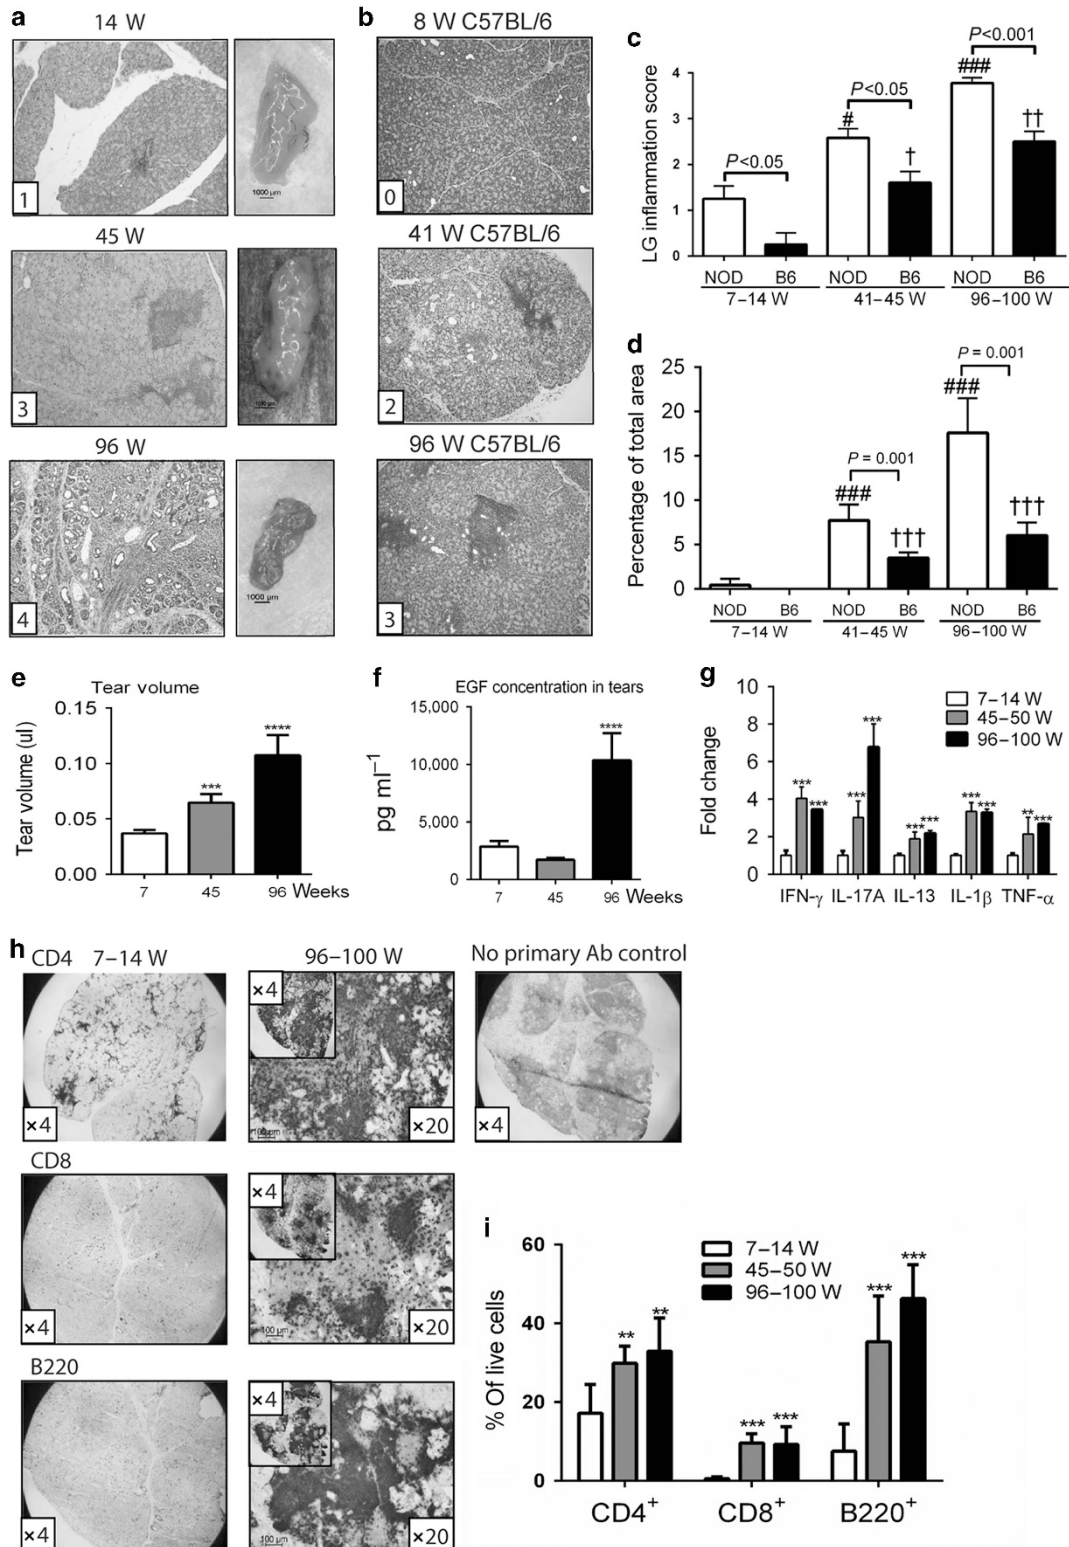 a
14 W
1
1000 µm
45 W
3
96 W
4
1000 µm
b
8 W C57BL/6
0
41 W C57BL/6
2
96 W C57BL/6
3
c
LG inflammation score
4
3
2
1
0
P<0.05
#
P<0.05
†
###
P<0.001
††
NOD B6 NOD B6 NOD B6
7–14 W 41–45 W 96–100 W
d
Percentage of total area
25
20
15
10
5
0
###
P = 0.001
†††
###
P = 0.001
†††
NOD B6 NOD B6 NOD B6
7–14 W 41–45 W 96–100 W
e
Tear volume
Tear volume (ul)
0.15
0.10
0.05
0.00
***
****
7 45 96 Weeks
f
EGF concentration in tears
pg ml⁻¹
15,000
10,000
5,000
0
****
7 45 96 Weeks
g
Fold change
10
8
6
4
2
0
7–14 W
45–50 W
96–100 W
*** *** *** *** *** *** *** *** ** ***
IFN-γ IL-17A IL-13 IL-1β TNF-α
h
CD4 7–14 W 96–100 W No primary Ab control
×4
×4
100 µm
×20
×4
CD8
×4
×4
100 µm
×20
B220
×4
×4
100 µm
×20
i
% Of live cells
60
40
20
0
7–14 W
45–50 W
96–100 W
** ** *** *** *** ***
CD4⁺ CD8⁺ B220⁺